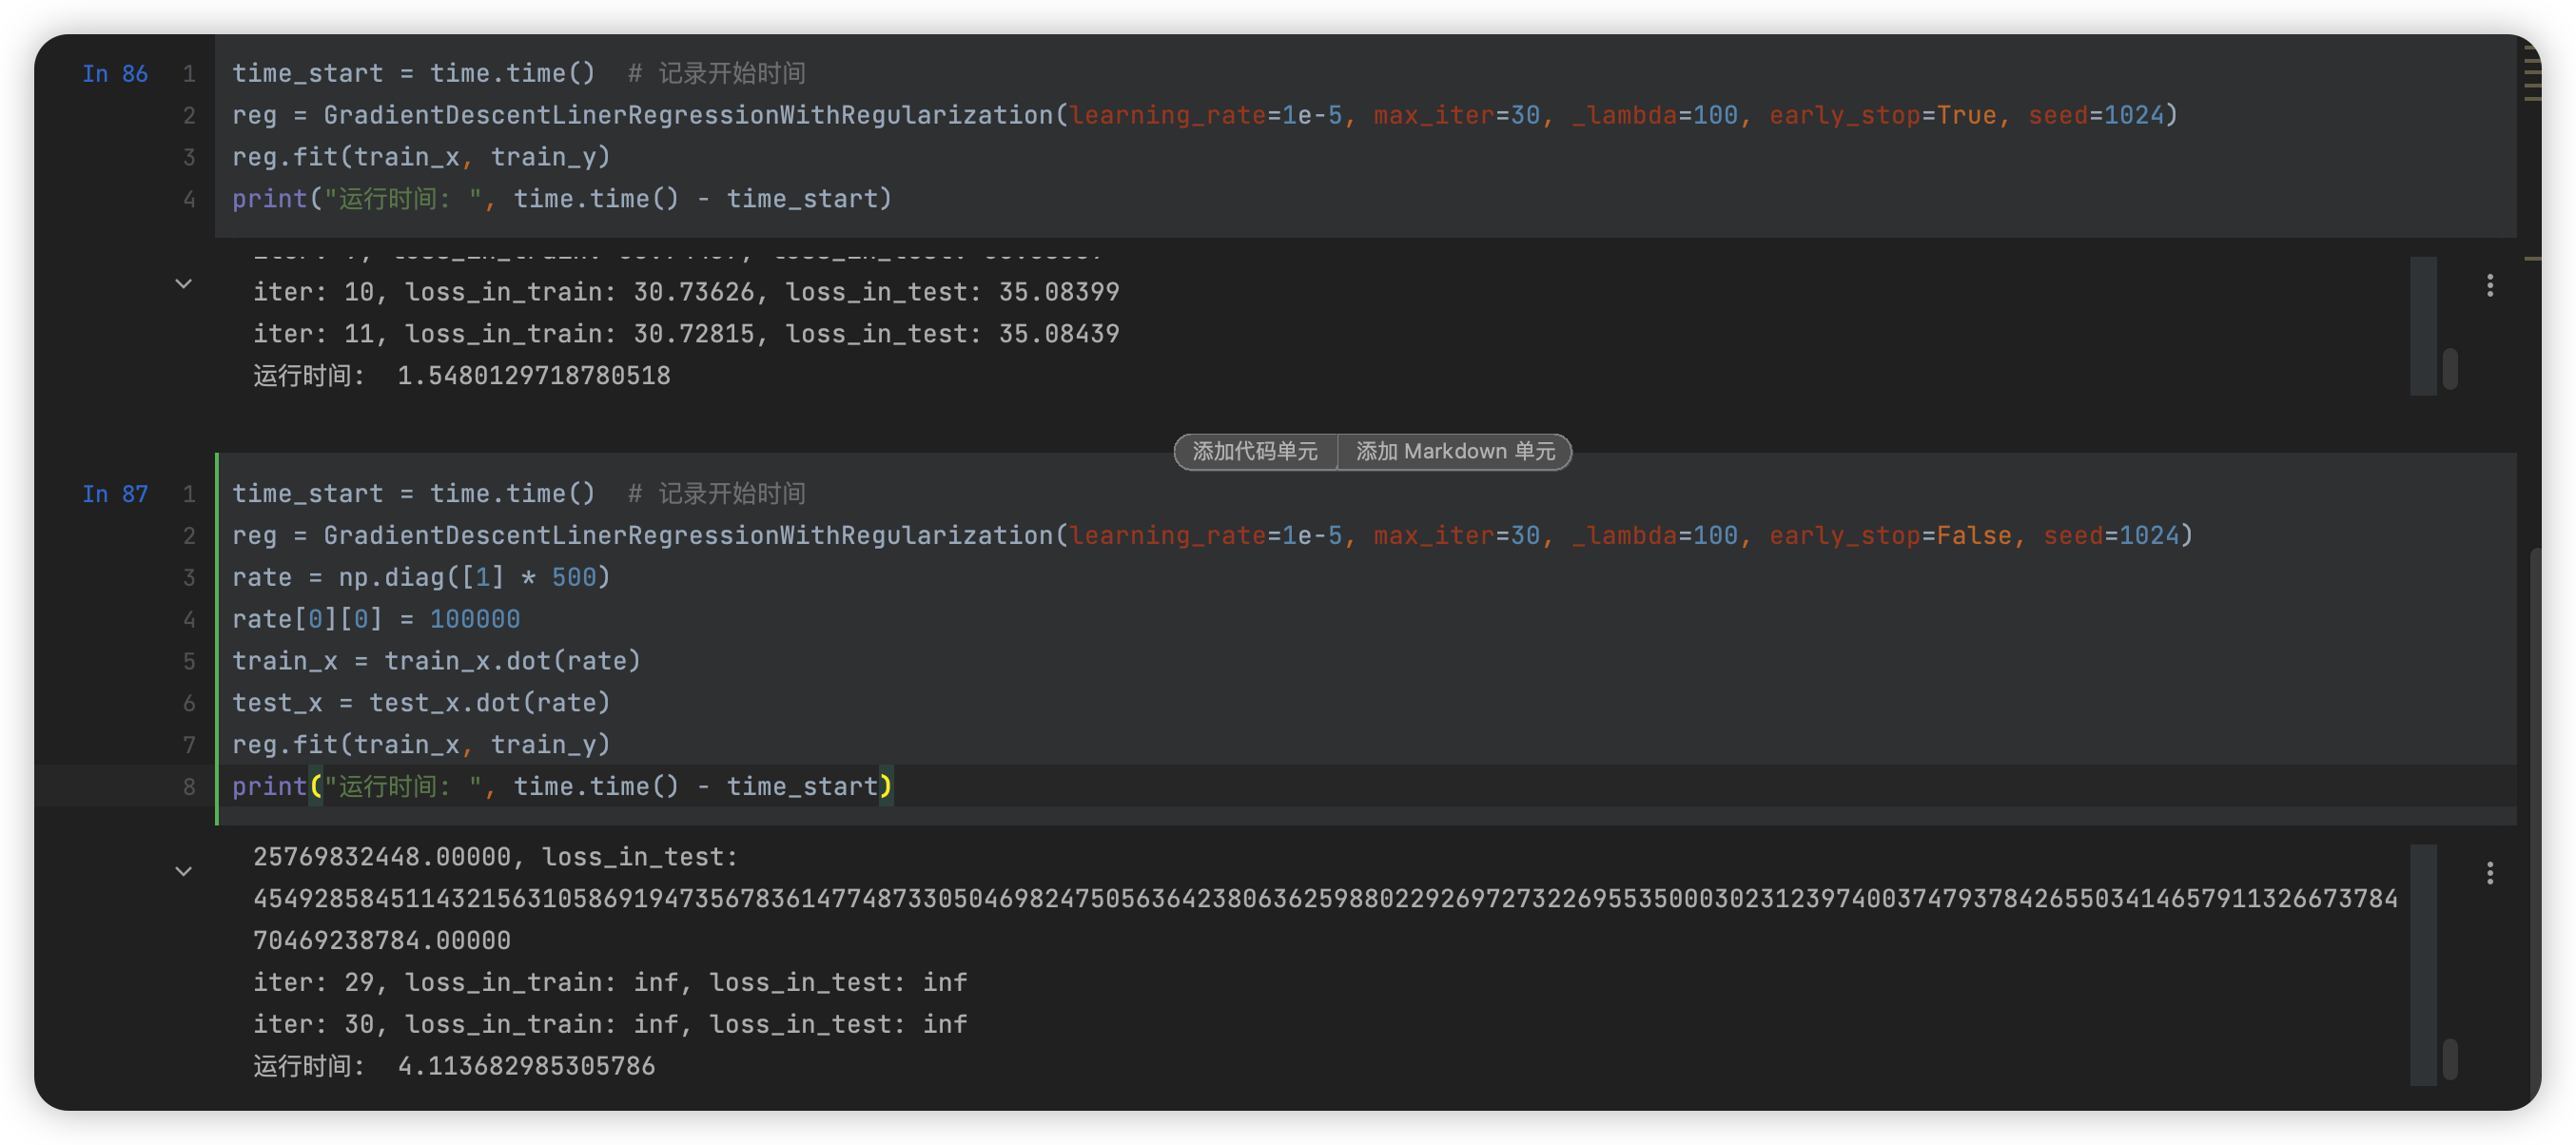 In 86
1 time_start = time.time()  # 记录开始时间
2 reg = GradientDescentLinerRegressionWithRegularization(learning_rate=1e-5, max_iter=30, _lambda=100, early_stop=True, seed=1024)
3 reg.fit(train_x, train_y)
4 print("运行时间: ", time.time() - time_start)
iter: 10, loss_in_train: 30.73626, loss_in_test: 35.08399
iter: 11, loss_in_train: 30.72815, loss_in_test: 35.08439
运行时间:  1.5480129718780518
添加代码单元 添加 Markdown 单元
In 87
1 time_start = time.time()  # 记录开始时间
2 reg = GradientDescentLinerRegressionWithRegularization(learning_rate=1e-5, max_iter=30, _lambda=100, early_stop=False, seed=1024)
3 rate = np.diag([1] * 500)
4 rate[0][0] = 100000
5 train_x = train_x.dot(rate)
6 test_x = test_x.dot(rate)
7 reg.fit(train_x, train_y)
8 print("运行时间: ", time.time() - time_start)
25769832448.00000, loss_in_test:
454928584511432156310586919473567836147748733050469824750563642380636259880229269727322695535000302312397400374793784265503414657911326673784
70469238784.00000
iter: 29, loss_in_train: inf, loss_in_test: inf
iter: 30, loss_in_train: inf, loss_in_test: inf
运行时间:  4.113682985305786